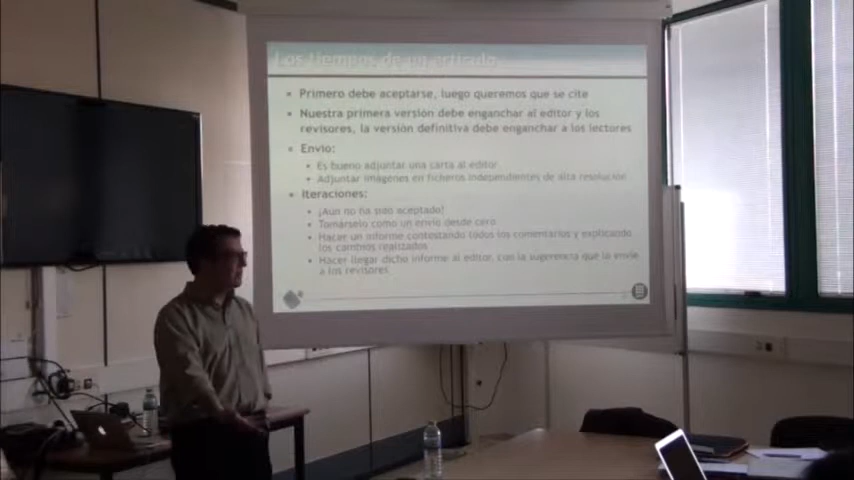 Los tiempos de un artículo
Primero debe aceptarse, luego queremos que se cite
Nuestra primera versión debe enganchar al editor y los
revisores, la versión definitiva debe enganchar a los lectores
Envío:
Es bueno adjuntar una carta al editor
Adjuntar imágenes en ficheros independientes de alta resolución
Iteraciones:
¡Aún no ha sido aceptado!
Tomárselo como un envío desde cero
Hacer un informe contestando todos los comentarios y explicando
los cambios realizados
Hacer llegar dicho informe al editor, con la sugerencia que lo envíe
a los revisores